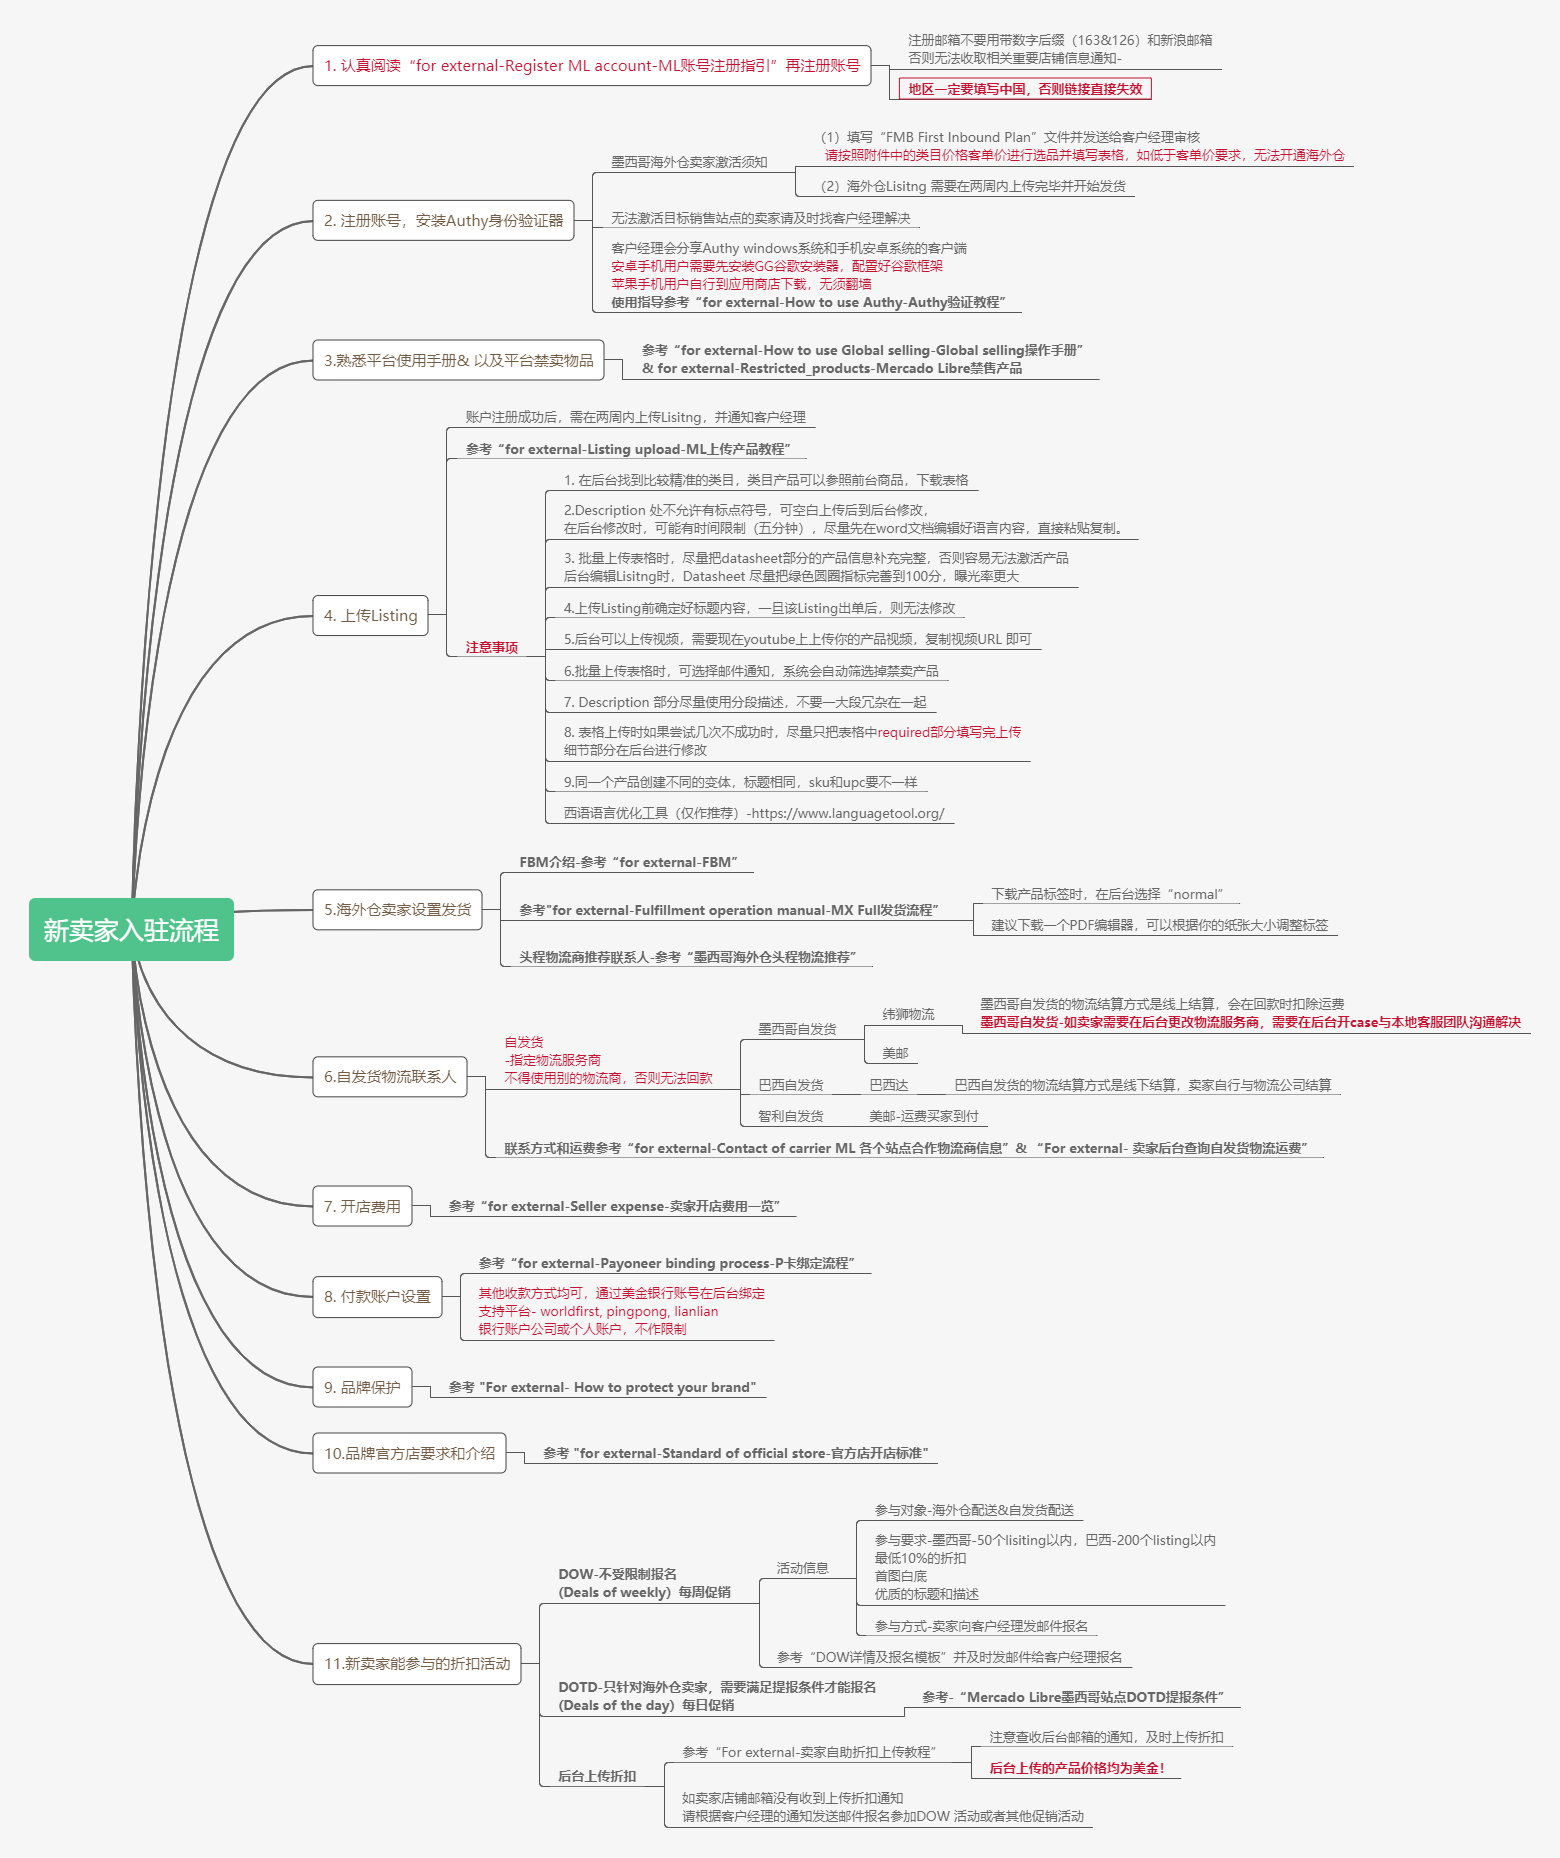 新卖家入驻流程
1. 认真阅读“for external-Register ML account-ML账号注册指引”再注册账号
注册邮箱不要用带数字后缀（163&126）和新浪邮箱
否则无法收取相关重要店铺信息通知-
地区一定要填写中国，否则链接直接失效
2. 注册账号，安装Authy身份验证器
墨西哥海外仓卖家激活须知
（1）填写“FMB First Inbound Plan”文件并发送给客户经理审核
请按照附件中的类目价格客单价进行选品并填写表格，如低于客单价要求，无法开通海外仓
（2）海外仓Lisitng 需要在两周内上传完毕并开始发货
无法激活目标销售站点的卖家请及时找客户经理解决
客户经理会分享Authy windows系统和手机安卓系统的客户端
安卓手机用户需要先安装GG谷歌安装器，配置好谷歌框架
苹果手机用户自行到应用商店下载，无须翻墙
使用指导参考“for external-How to use Authy-Authy验证教程”
3.熟悉平台使用手册& 以及平台禁卖物品
参考“for external-How to use Global selling-Global selling操作手册”
& for external-Restricted_products-Mercado Libre禁售产品
4. 上传Listing
账户注册成功后，需在两周内上传Lisitng，并通知客户经理
参考“for external-Listing upload-ML上传产品教程”
注意事项
1. 在后台找到比较精准的类目，类目产品可以参照前台商品，下载表格
2.Description 处不允许有标点符号，可空白上传后到后台修改，
在后台修改时，可能有时间限制（五分钟），尽量先在word文档编辑好语言内容，直接粘贴复制。
3. 批量上传表格时，尽量把datasheet部分的产品信息补充完整，否则容易无法激活产品
后台编辑Lisitng时，Datasheet 尽量把绿色圆圈指标完善到100分，曝光率更大
4.上传Listing前确定好标题内容，一旦该Listing出单后，则无法修改
5.后台可以上传视频，需要现在youtube上上传你的产品视频，复制视频URL 即可
6.批量上传表格时，可选择邮件通知，系统会自动筛选掉禁卖产品
7. Description 部分尽量使用分段描述，不要一大段冗杂在一起
8. 表格上传时如果尝试几次不成功时，尽量只把表格中required部分填写完上传
细节部分在后台进行修改
9.同一个产品创建不同的变体，标题相同，sku和upc要不一样
西语语言优化工具（仅作推荐）-https://www.languagetool.org/
5.海外仓卖家设置发货
FBM介绍-参考“for external-FBM”
参考"for external-Fulfillment operation manual-MX Full发货流程”
下载产品标签时，在后台选择“normal”
建议下载一个PDF编辑器，可以根据你的纸张大小调整标签
头程物流商推荐联系人-参考“墨西哥海外仓头程物流推荐”
6.自发货物流联系人
自发货
-指定物流服务商
不得使用别的物流商，否则无法回款
墨西哥自发货
纬狮物流
墨西哥自发货的物流结算方式是线上结算，会在回款时扣除运费
墨西哥自发货-如卖家需要在后台更改物流服务商，需要在后台开case与本地客服团队沟通解决
美邮
巴西自发货
巴西达
巴西自发货的物流结算方式是线下结算，卖家自行与物流公司结算
智利自发货
美邮-运费买家到付
联系方式和运费参考“for external-Contact of carrier ML 各个站点合作物流商信息”& “For external- 卖家后台查询自发货物流运费”
7. 开店费用
参考“for external-Seller expense-卖家开店费用一览”
8. 付款账户设置
参考“for external-Payoneer binding process-P卡绑定流程”
其他收款方式均可，通过美金银行账号在后台绑定
支持平台- worldfirst, pingpong, lianlian
银行账户公司或个人账户，不作限制
9. 品牌保护
参考 "For external- How to protect your brand"
10.品牌官方店要求和介绍
参考 "for external-Standard of official store-官方店开店标准"
11.新卖家能参与的折扣活动
DOW-不受限制报名
(Deals of weekly）每周促销
活动信息
参与对象-海外仓配送&自发货配送
参与要求-墨西哥-50个lisiting以内，巴西-200个listing以内
最低10%的折扣
首图白底
优质的标题和描述
参与方式-卖家向客户经理发邮件报名
参考“DOW详情及报名模板”并及时发邮件给客户经理报名
DOTD-只针对海外仓卖家，需要满足提报条件才能报名
(Deals of the day）每日促销
参考-“Mercado Libre墨西哥站点DOTD提报条件”
后台上传折扣
参考“For external-卖家自助折扣上传教程”
注意查收后台邮箱的通知，及时上传折扣
后台上传的产品价格均为美金！
如卖家店铺邮箱没有收到上传折扣通知
请根据客户经理的通知发送邮件报名参加DOW 活动或者其他促销活动